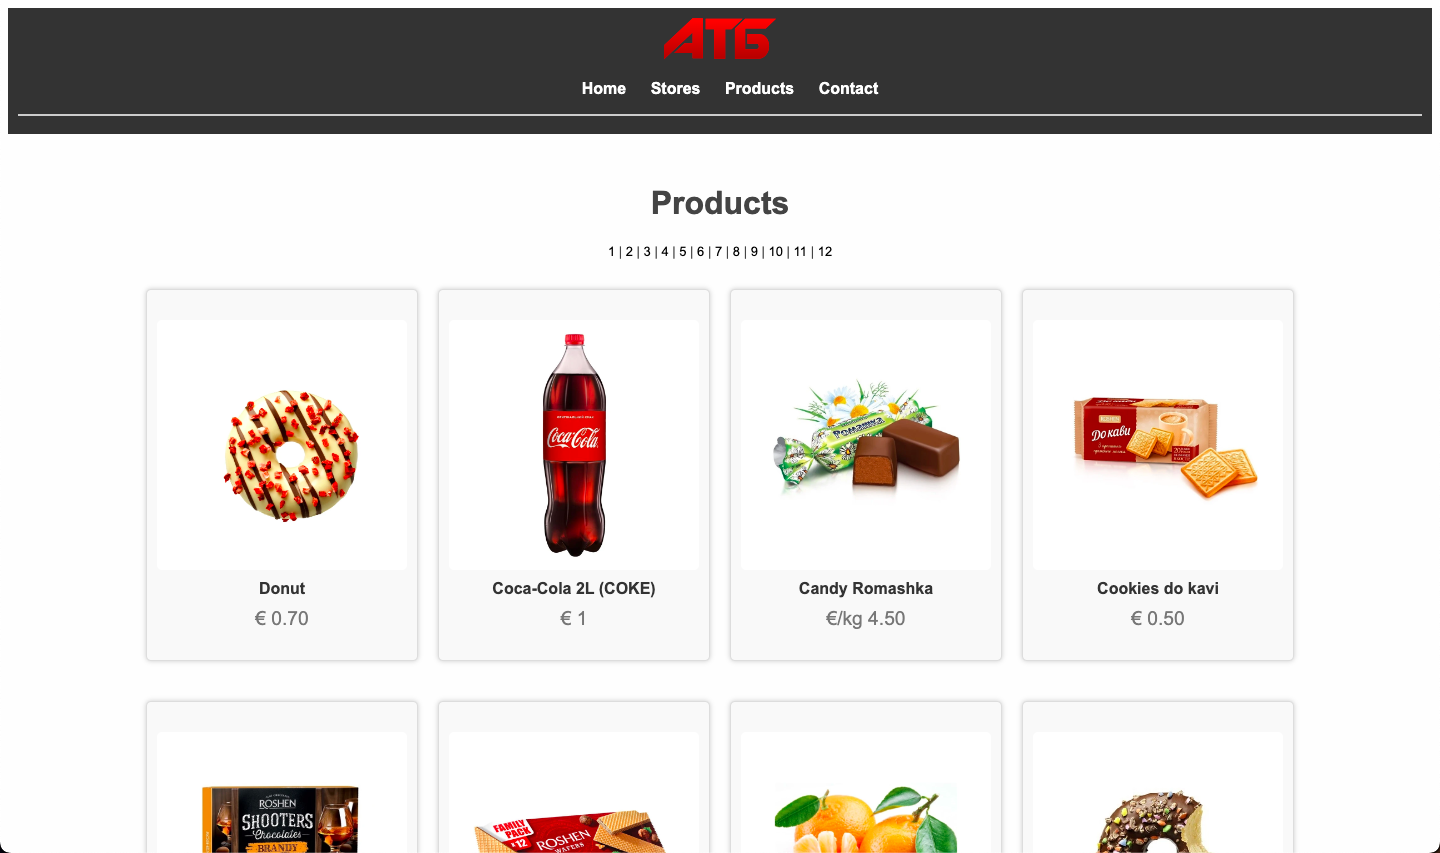 АТБ
Home Stores Products Contact
Products
1 | 2 | 3 | 4 | 5 | 6 | 7 | 8 | 9 | 10 | 11 | 12
Coca-Cola
Ромашка
ROSHEN
До кави
Donut
€ 0.70
Coca-Cola 2L (COKE)
€ 1
Candy Romashka
€/kg 4.50
Cookies do kavi
€ 0.50
ROSHEN
SHOOTERS
Chocolates
BRANDY
FAMILY
PACK
x12
ROSHEN
WAFERS